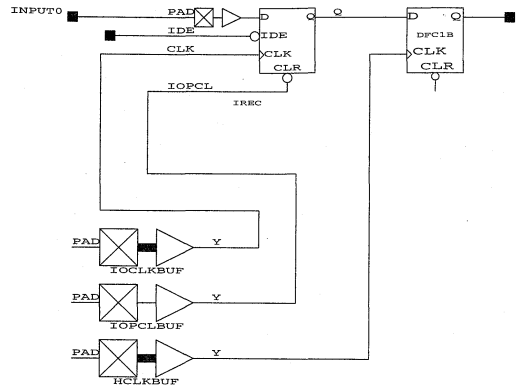 INPUT0 PAD D Q Q D Q
IDE IDE DFC1B
CLK CLK CLK
CLR CLR
IOPCL
IREC
PAD Y
IOCLKBUF
PAD Y
IOPCLBUF
PAD Y
HCLKBUF